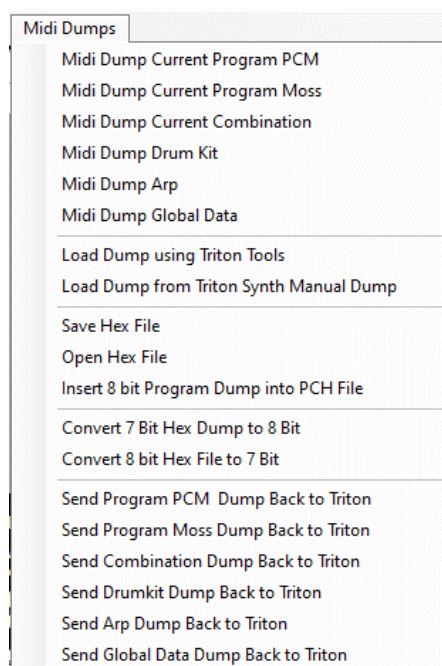 Midi Dumps
Midi Dump Current Program PCM
Midi Dump Current Program Moss
Midi Dump Current Combination
Midi Dump Drum Kit
Midi Dump Arp
Midi Dump Global Data
Load Dump using Triton Tools
Load Dump from Triton Synth Manual Dump
Save Hex File
Open Hex File
Insert 8 bit Program Dump into PCH File
Convert 7 Bit Hex Dump to 8 Bit
Convert 8 bit Hex File to 7 Bit
Send Program PCM  Dump Back to Triton
Send Program Moss Dump Back to Triton
Send Combination Dump Back to Triton
Send Drumkit Dump Back to Triton
Send Arp Dump Back to Triton
Send Global Data Dump Back to Triton